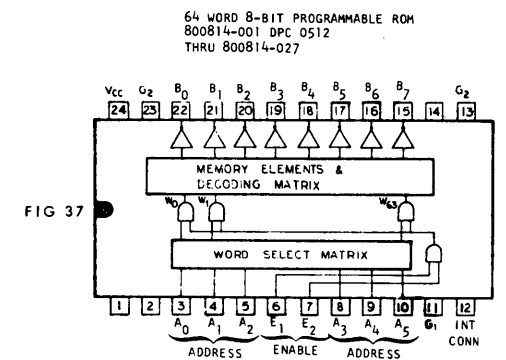 64 WORD 8-BIT PROGRAMMABLE ROM
800814-001 DPC 0512
THRU 800814-027
VCC G2 B0 B1 B2 B3 B4 B5 B6 B7 G2
24 23 22 21 20 19 18 17 16 15 14 13
MEMORY ELEMENTS &
DECODING MATRIX
W0 W1 W63
FIG 37
WORD SELECT MATRIX
1 2 3 4 5 6 7 8 9 10 11 12
A0 A1 A2 E1 E2 A3 A4 A5 G1 INT
CONN
ADDRESS ENABLE ADDRESS